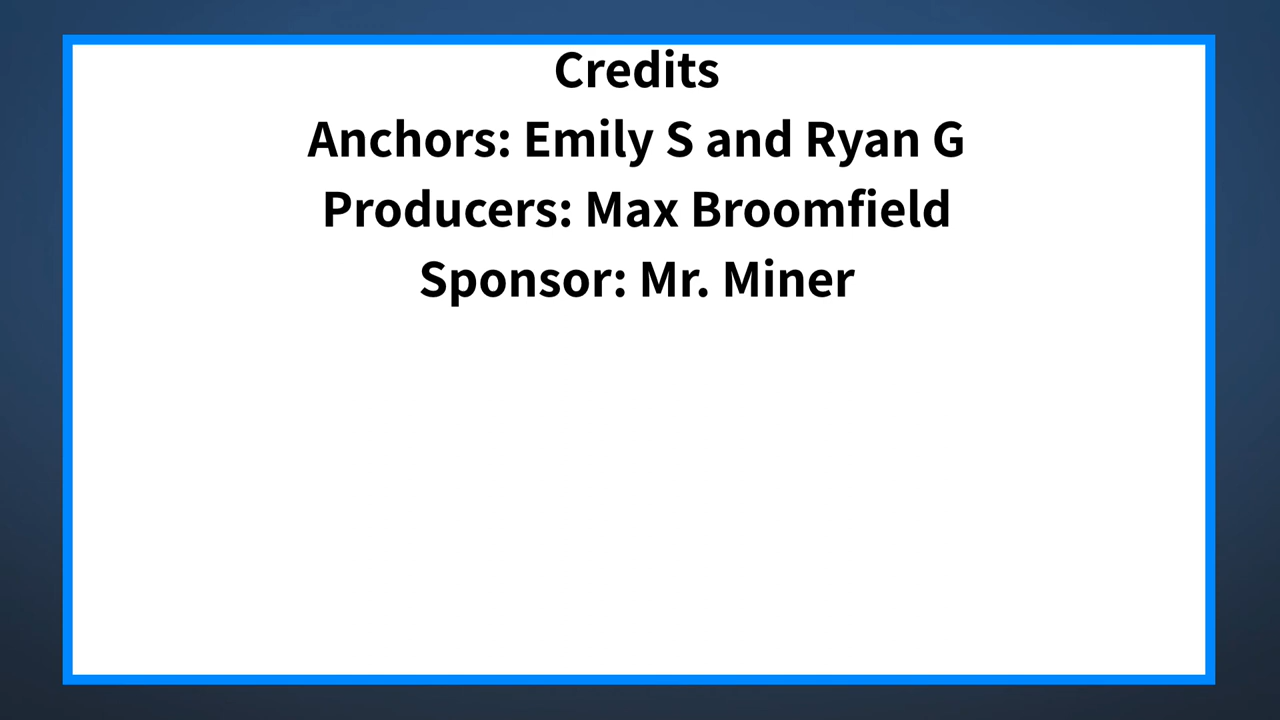 Credits
Anchors: Emily S and Ryan G
Producers: Max Broomfield
Sponsor: Mr. Miner